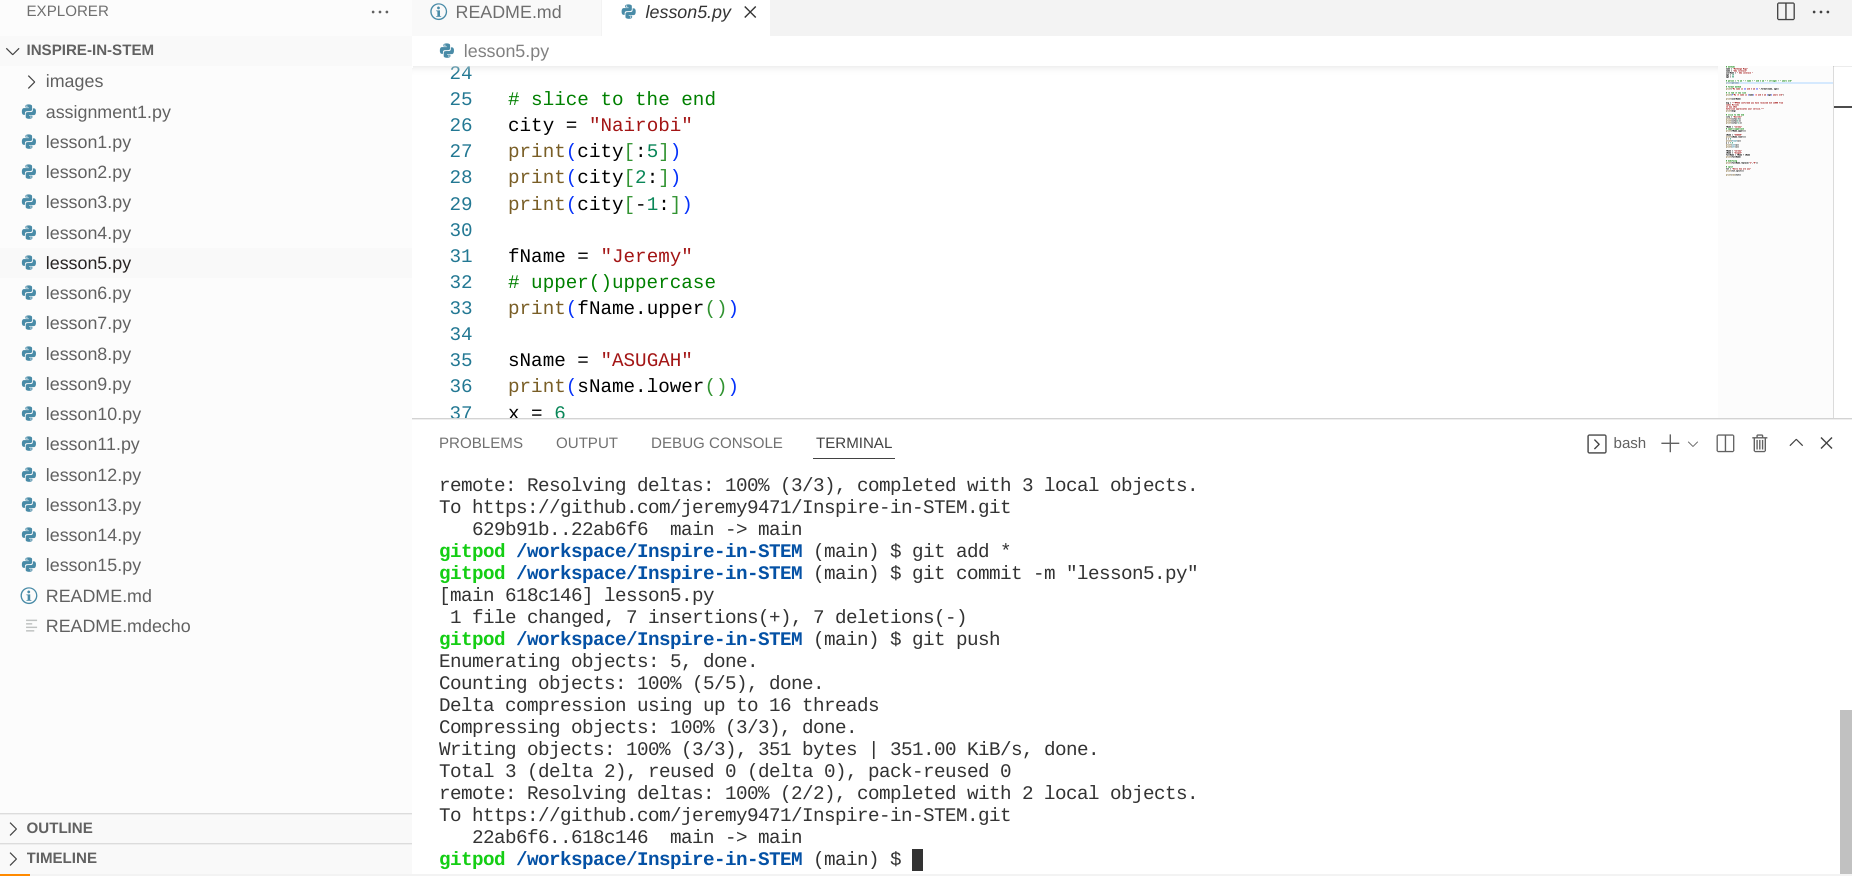 EXPLORER
INSPIRE-IN-STEM
images
assignment1.py
lesson1.py
lesson2.py
lesson3.py
lesson4.py
lesson5.py
lesson6.py
lesson7.py
lesson8.py
lesson9.py
lesson10.py
lesson11.py
lesson12.py
lesson13.py
lesson14.py
lesson15.py
README.md
README.mdecho
OUTLINE
TIMELINE
README.md
lesson5.py
lesson5.py
24
25 # slice to the end
26 city = "Nairobi"
27 print(city[:5])
28 print(city[2:])
29 print(city[-1:])
30
31 fName = "Jeremy"
32 # upper()uppercase
33 print(fName.upper())
34
35 sName = "ASUGAH"
36 print(sName.lower())
37 x = 6
PROBLEMS OUTPUT DEBUG CONSOLE TERMINAL
bash
remote: Resolving deltas: 100% (3/3), completed with 3 local objects.
To https://github.com/jeremy9471/Inspire-in-STEM.git
   629b91b..22ab6f6  main -> main
gitpod /workspace/Inspire-in-STEM (main) $ git add *
gitpod /workspace/Inspire-in-STEM (main) $ git commit -m "lesson5.py"
[main 618c146] lesson5.py
 1 file changed, 7 insertions(+), 7 deletions(-)
gitpod /workspace/Inspire-in-STEM (main) $ git push
Enumerating objects: 5, done.
Counting objects: 100% (5/5), done.
Delta compression using up to 16 threads
Compressing objects: 100% (3/3), done.
Writing objects: 100% (3/3), 351 bytes | 351.00 KiB/s, done.
Total 3 (delta 2), reused 0 (delta 0), pack-reused 0
remote: Resolving deltas: 100% (2/2), completed with 2 local objects.
To https://github.com/jeremy9471/Inspire-in-STEM.git
   22ab6f6..618c146  main -> main
gitpod /workspace/Inspire-in-STEM (main) $